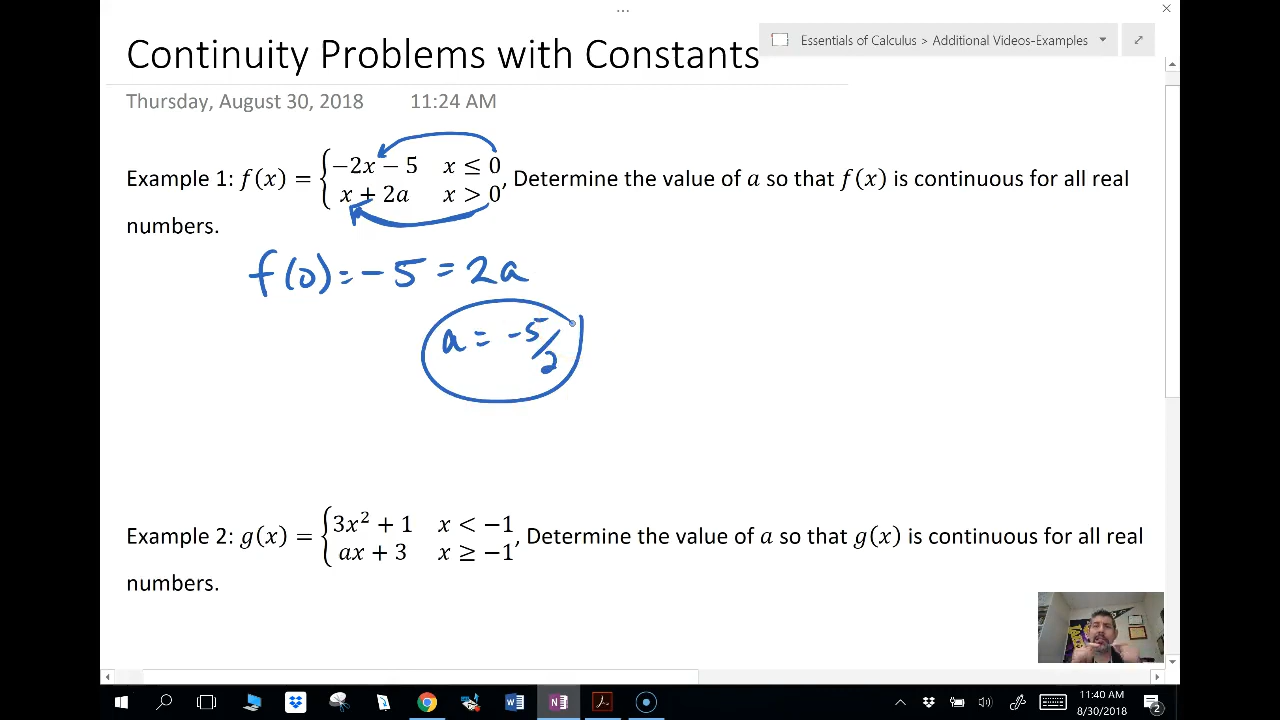 ...
Continuity Problems with Constants
Essentials of Calculus > Additional Videos-Examples
Thursday, August 30, 2018 11:24 AM
Example 1: f(x) = { −2x − 5 x ≤ 0
x + 2a x > 0 , Determine the value of a so that f(x) is continuous for all real
numbers.
f(0) = −5 = 2a
a = −5/2
Example 2: g(x) = { 3x² + 1 x < −1
ax + 3 x ≥ −1 , Determine the value of a so that g(x) is continuous for all real
numbers.
11:40 AM
8/30/2018
2